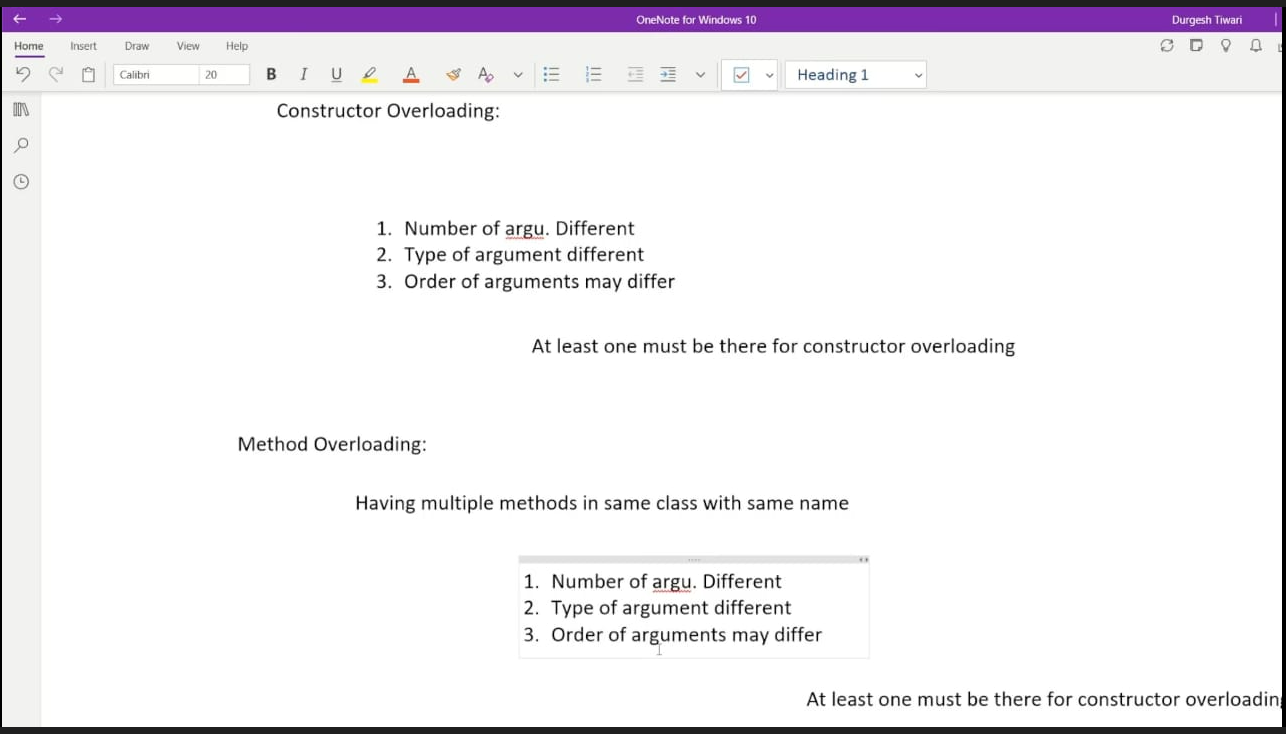 OneNote for Windows 10
Durgesh Tiwari
Home Insert Draw View Help
Calibri 20 B I U A A Heading 1
Constructor Overloading:
1. Number of argu. Different
2. Type of argument different
3. Order of arguments may differ
At least one must be there for constructor overloading
Method Overloading:
Having multiple methods in same class with same name
1. Number of argu. Different
2. Type of argument different
3. Order of arguments may differ
At least one must be there for constructor overloadin